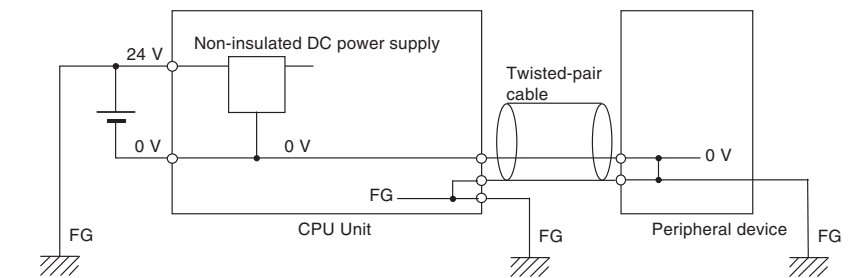 Non-insulated DC power supply
24 V
Twisted-pair
cable
0 V
0 V
0 V
FG
CPU Unit
Peripheral device
FG
FG
FG